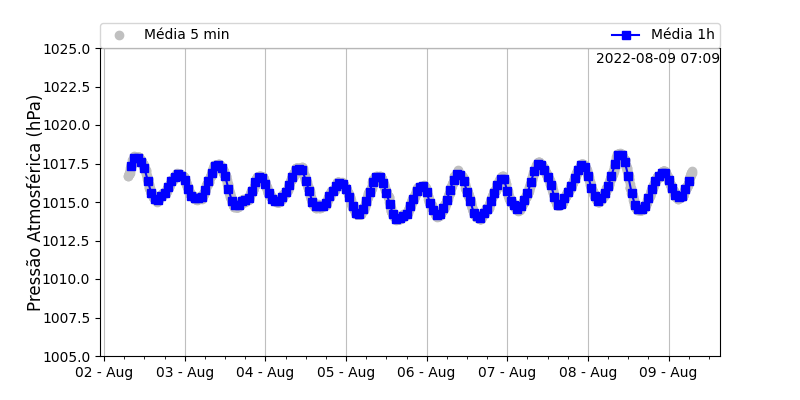 Média 5 min
Média 1h
2022-08-09 07:09
Pressão Atmosférica (hPa)
1025.0
1022.5
1020.0
1017.5
1015.0
1012.5
1010.0
1007.5
1005.0
02 - Aug
03 - Aug
04 - Aug
05 - Aug
06 - Aug
07 - Aug
08 - Aug
09 - Aug